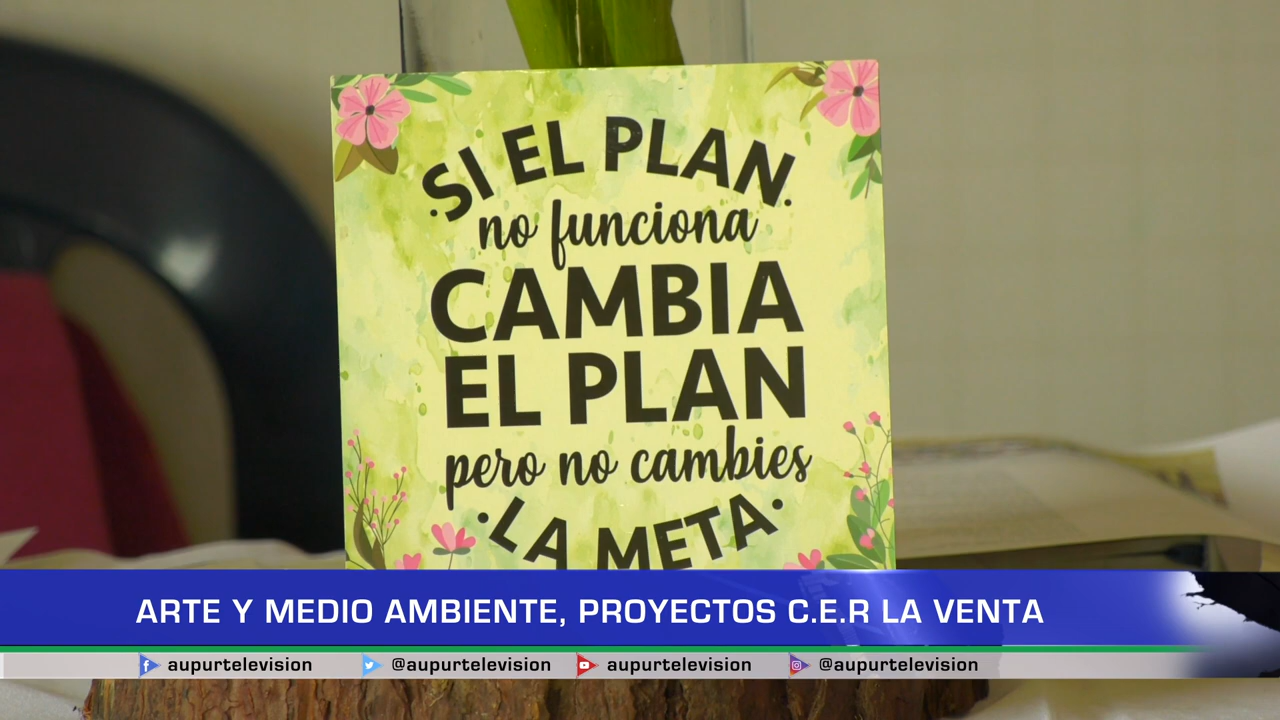 SI EL PLAN
no funciona
CAMBIA
EL PLAN
pero no cambies
LA META
ARTE Y MEDIO AMBIENTE, PROYECTOS C.E.R LA VENTA
aupurtelevision @aupurtelevision aupurtelevision @aupurtelevision